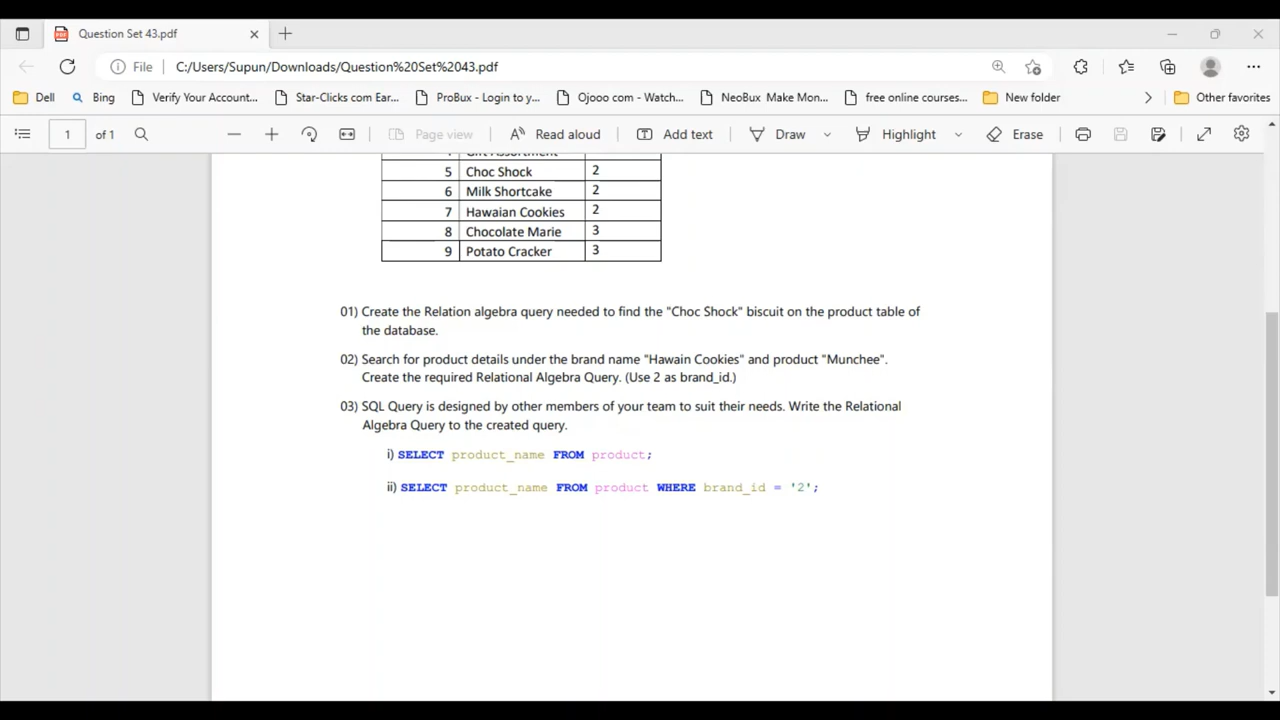 Question Set 43.pdf
File
C:/Users/Supun/Downloads/Question%20Set%2043.pdf
Dell
Bing
Verify Your Account...
Star-Clicks com Ear...
ProBux - Login to y...
Ojooo com - Watch...
NeoBux Make Mon...
free online courses...
New folder
Other favorites
1 of 1
Page view
Read aloud
Add text
Draw
Highlight
Erase
5 Choc Shock 2
6 Milk Shortcake 2
7 Hawaian Cookies 2
8 Chocolate Marie 3
9 Potato Cracker 3
01) Create the Relation algebra query needed to find the "Choc Shock" biscuit on the product table of
the database.
02) Search for product details under the brand name "Hawain Cookies" and product "Munchee".
Create the required Relational Algebra Query. (Use 2 as brand_id.)
03) SQL Query is designed by other members of your team to suit their needs. Write the Relational
Algebra Query to the created query.
i) SELECT product_name FROM product;
ii) SELECT product_name FROM product WHERE brand_id = '2';